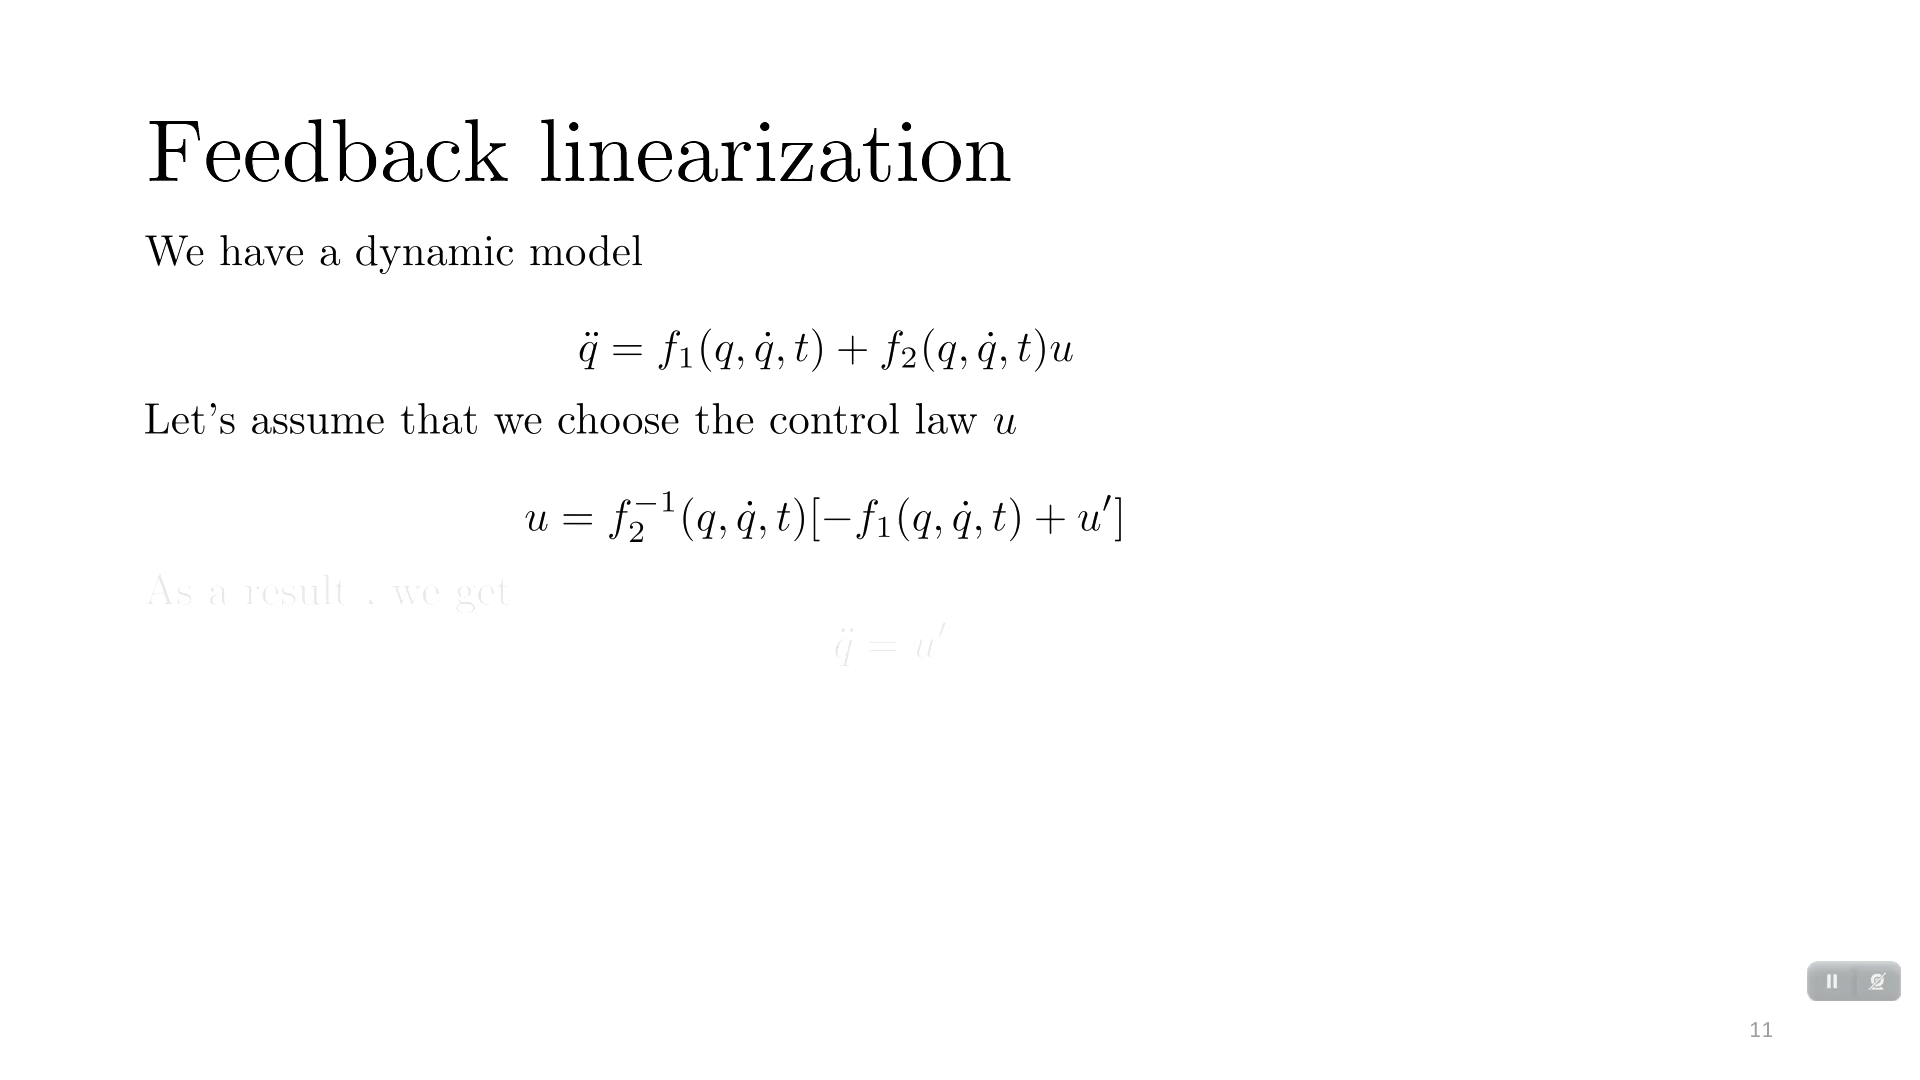 Feedback linearization
We have a dynamic model
q̈ = f₁(q, q̇, t) + f₂(q, q̇, t)u
Let's assume that we choose the control law u
u = f₂⁻¹(q, q̇, t)[−f₁(q, q̇, t) + u′]
As a result , we get
q̈ = u′
11